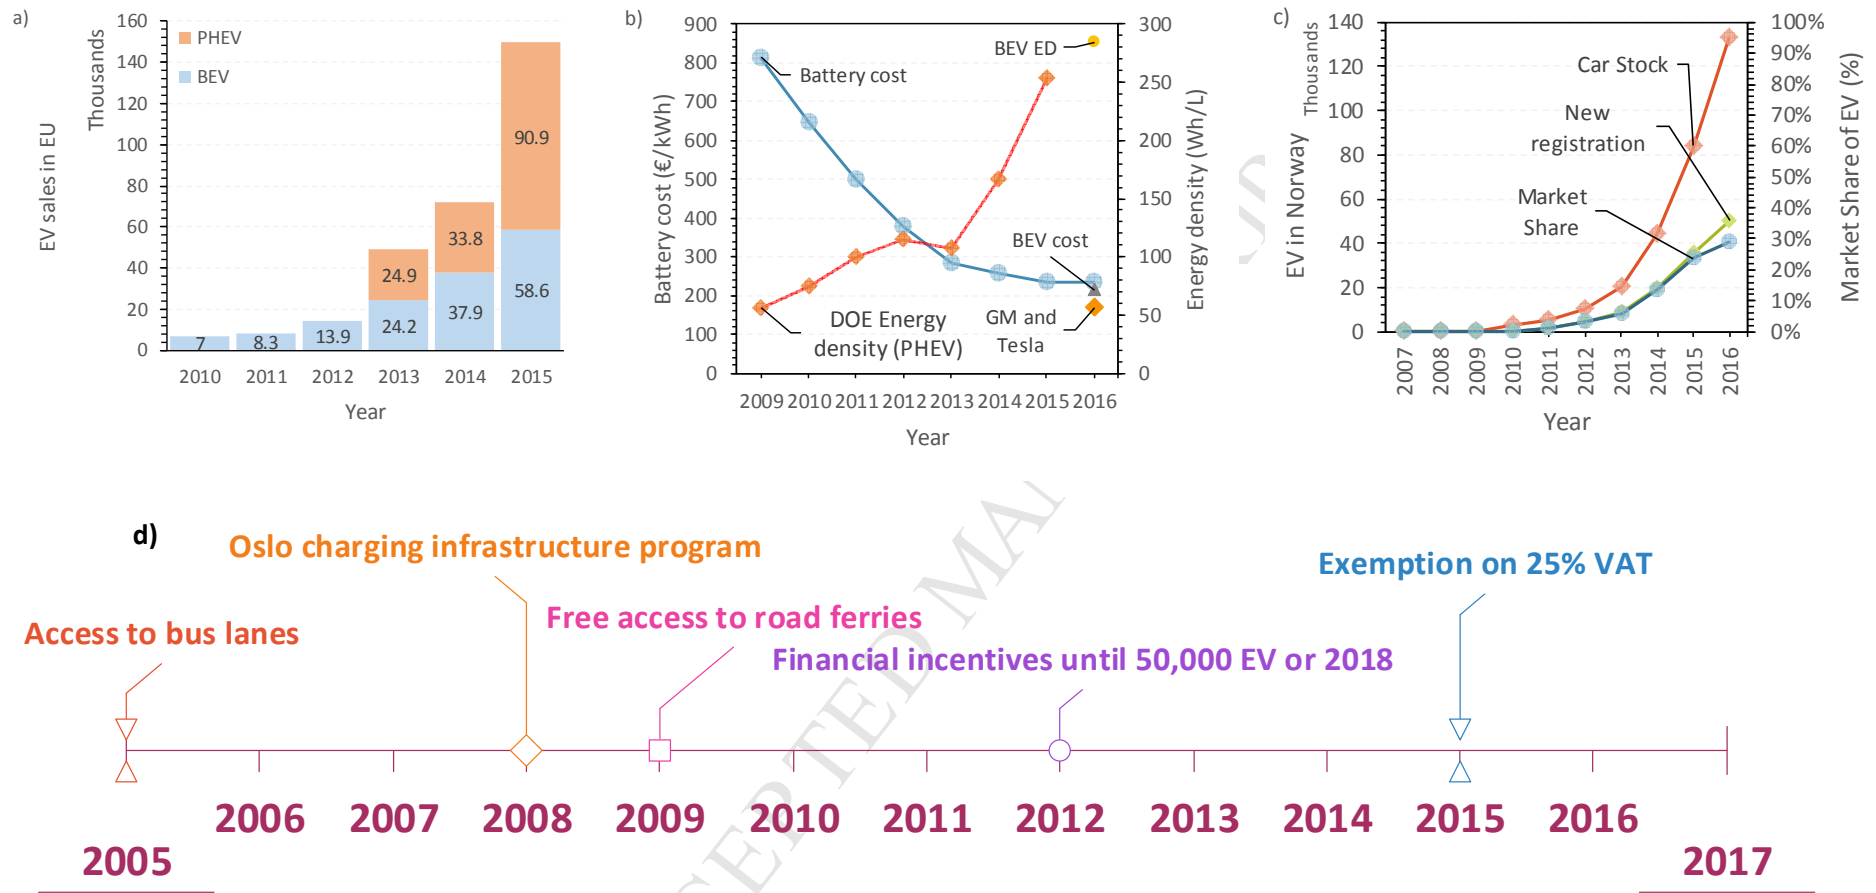 a)
160
140
120
100
80
60
40
20
0
Thousands
EV sales in EU
PHEV
BEV
7
8.3
13.9
24.9
24.2
33.8
37.9
90.9
58.6
2010 2011 2012 2013 2014 2015
Year
b)
900
800
700
600
500
400
300
200
100
0
Battery cost (€/kWh)
Battery cost
BEV ED
BEV cost
DOE Energy
density (PHEV)
GM and
Tesla
300
250
200
150
100
50
0
Energy density (Wh/L)
2009 2010 2011 2012 2013 2014 2015 2016
Year
c)
140
120
100
80
60
40
20
0
Thousands
EV in Norway
Car Stock
New
registration
Market
Share
100%
90%
80%
70%
60%
50%
40%
30%
20%
10%
0%
Market Share of EV (%)
2007 2008 2009 2010 2011 2012 2013 2014 2015 2016
Year
d)
Oslo charging infrastructure program
Exemption on 25% VAT
Access to bus lanes
Free access to road ferries
Financial incentives until 50,000 EV or 2018
2006 2007 2008 2009 2010 2011 2012 2013 2014 2015 2016
2005
2017